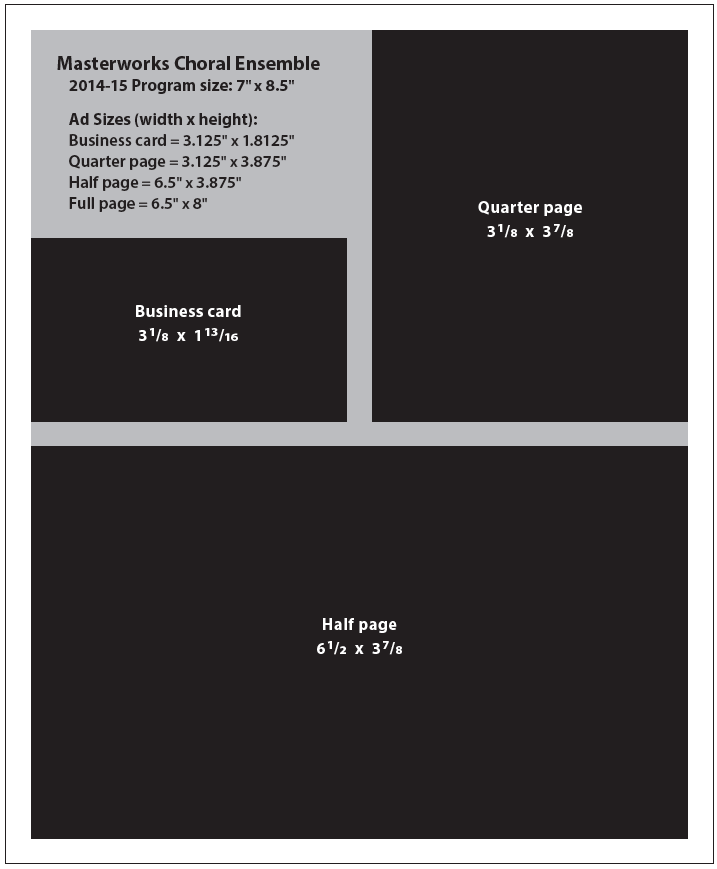 Masterworks Choral Ensemble
2014-15 Program size: 7" x 8.5"
Ad Sizes (width x height):
Business card = 3.125" x 1.8125"
Quarter page = 3.125" x 3.875"
Half page = 6.5" x 3.875"
Full page = 6.5" x 8"
Quarter page
3 1/8 x 3 7/8
Business card
3 1/8 x 1 13/16
Half page
6 1/2 x 3 7/8